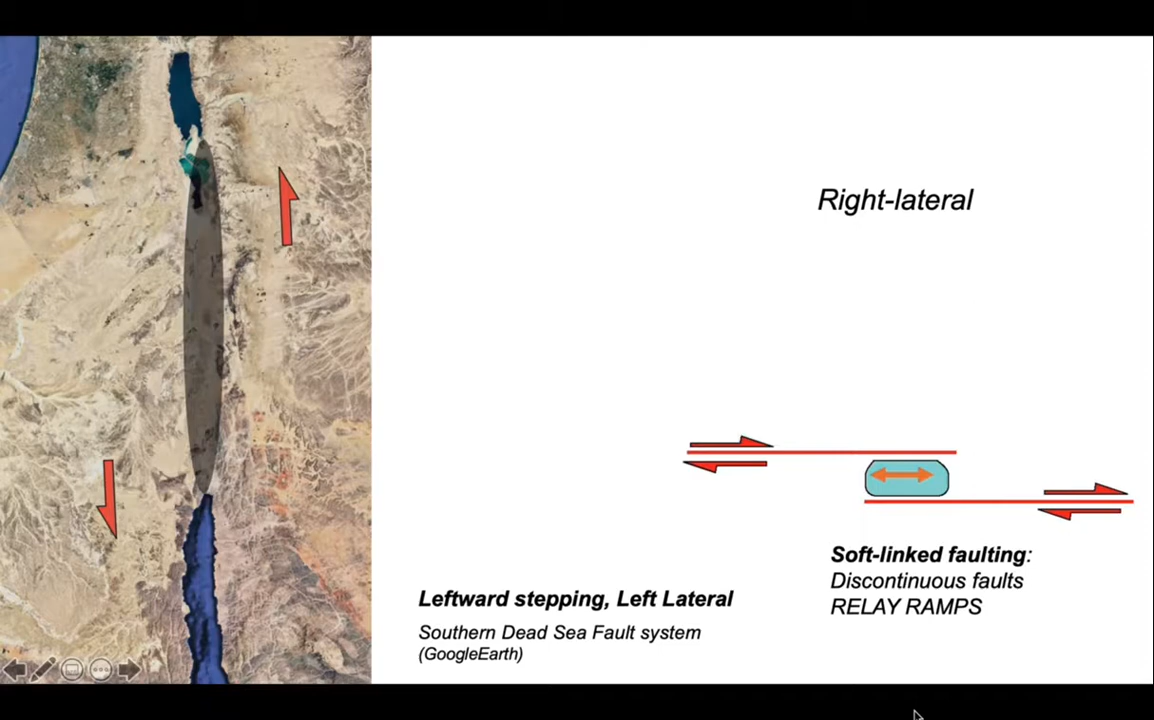 Right-lateral
Soft-linked faulting:
Discontinuous faults
RELAY RAMPS
Leftward stepping, Left Lateral
Southern Dead Sea Fault system
(GoogleEarth)